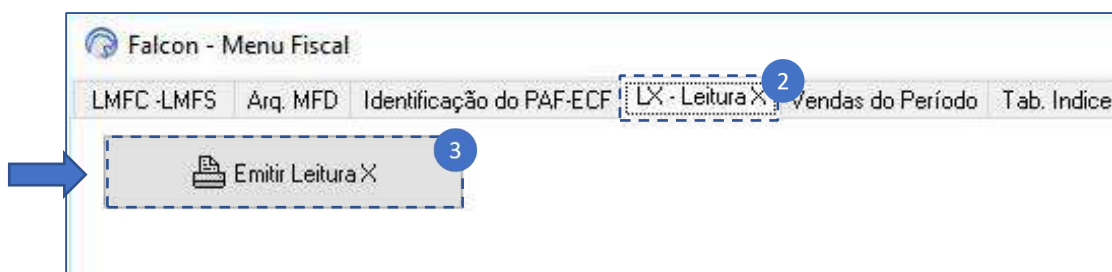 Falcon - Menu Fiscal
LMFC -LMFS Arq. MFD Identificação do PAF-ECF LX - Leitura X 2 Vendas do Período Tab. Indice
Emitir Leitura X 3